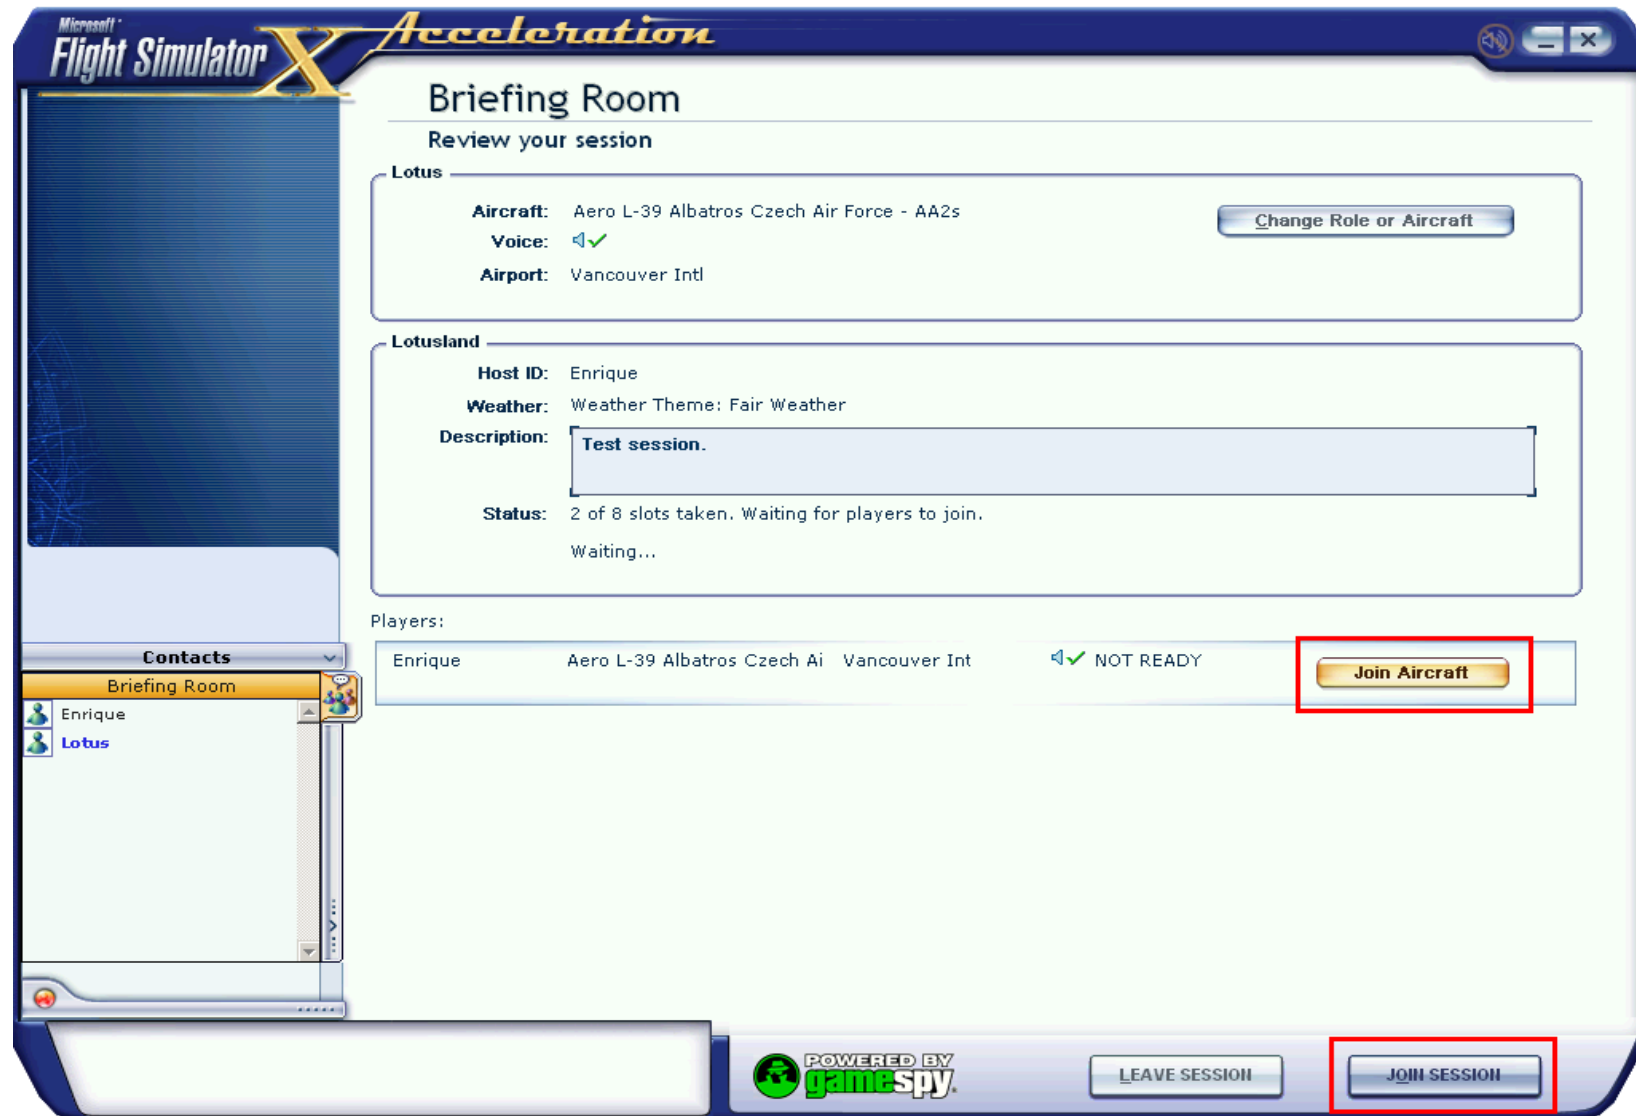 Microsoft
Flight Simulator X Acceleration
Briefing Room
Review your session
Lotus
Aircraft: Aero L-39 Albatros Czech Air Force - AA2s
Change Role or Aircraft
Voice:
Airport: Vancouver Intl
Lotusland
Host ID: Enrique
Weather: Weather Theme: Fair Weather
Description: Test session.
Status: 2 of 8 slots taken. Waiting for players to join.
Waiting...
Players:
Enrique Aero L-39 Albatros Czech Ai Vancouver Int NOT READY Join Aircraft
Contacts
Briefing Room
Enrique
Lotus
POWERED BY
gamespy.
LEAVE SESSION
JOIN SESSION